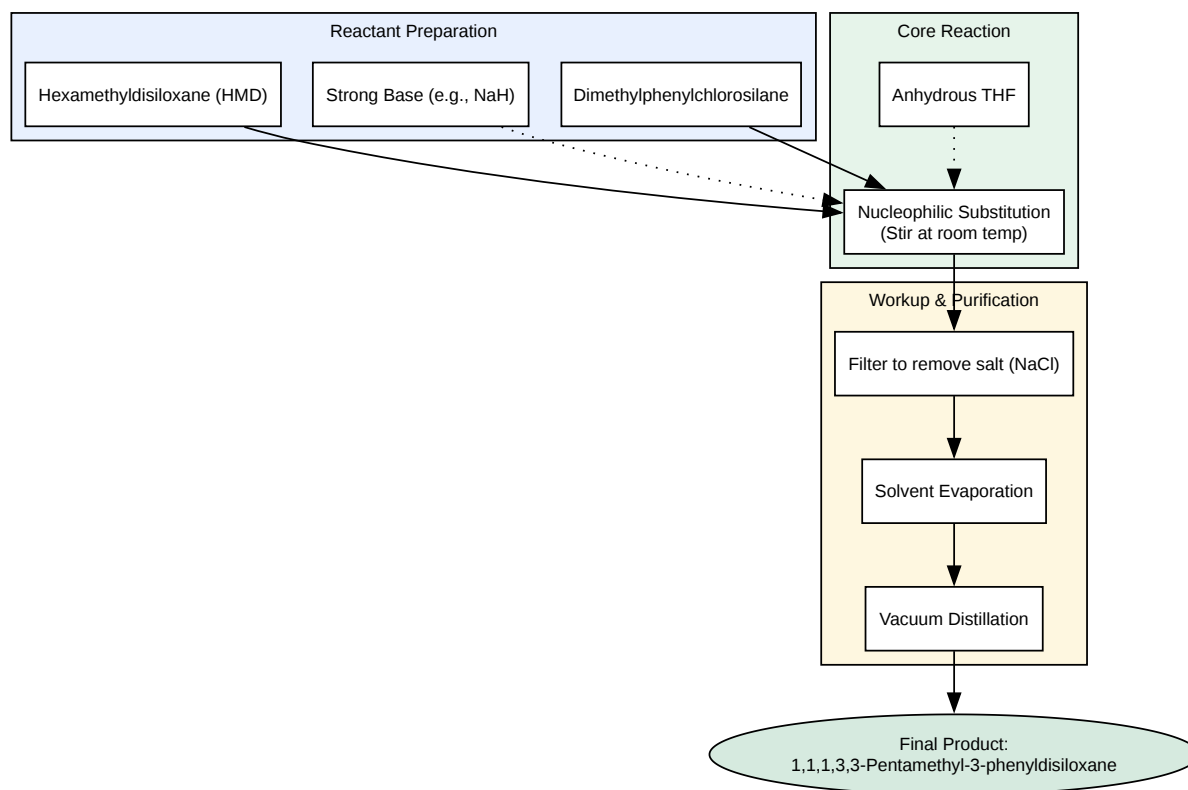 Reactant Preparation
Hexamethyldisiloxane (HMD)
Strong Base (e.g., NaH)
Dimethylphenylchlorosilane
Core Reaction
Anhydrous THF
Nucleophilic Substitution
(Stir at room temp)
Workup & Purification
Filter to remove salt (NaCl)
Solvent Evaporation
Vacuum Distillation
Final Product:
1,1,1,3,3-Pentamethyl-3-phenyldisiloxane